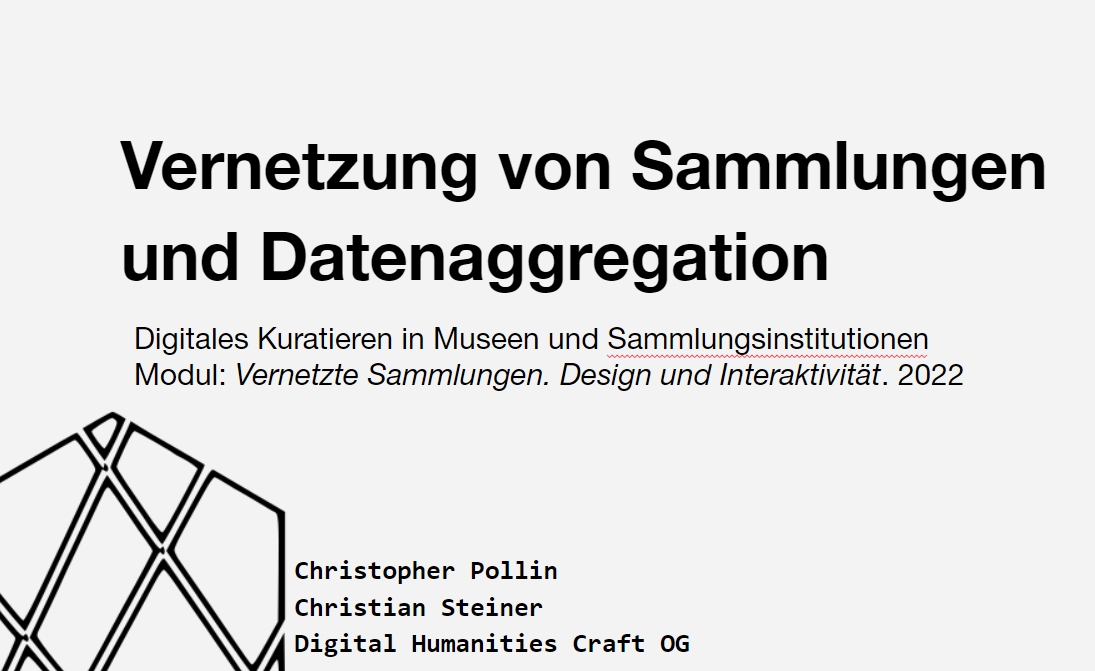 Vernetzung von Sammlungen
und Datenaggregation
Digitales Kuratieren in Museen und Sammlungsinstitutionen
Modul: Vernetzte Sammlungen. Design und Interaktivität. 2022
Christopher Pollin
Christian Steiner
Digital Humanities Craft OG